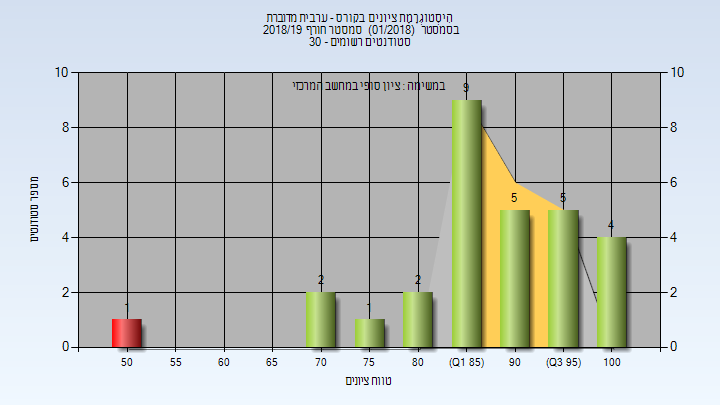 היסטוגרמת ציונים בקורס - ערבית מדוברת
בסמסטר (01/2018) סמסטר חורף 2018/19
סטודנטים רשומים - 30
במשימה : ציון סופי במחשב המרכזי
מספר סטודנטים
10 10
8 8
6 6
4 4
2 2
0 0
1 2 1 2 9 5 5 4
50 55 60 65 70 75 80 (Q1 85) 90 (Q3 95) 100
טווח ציונים